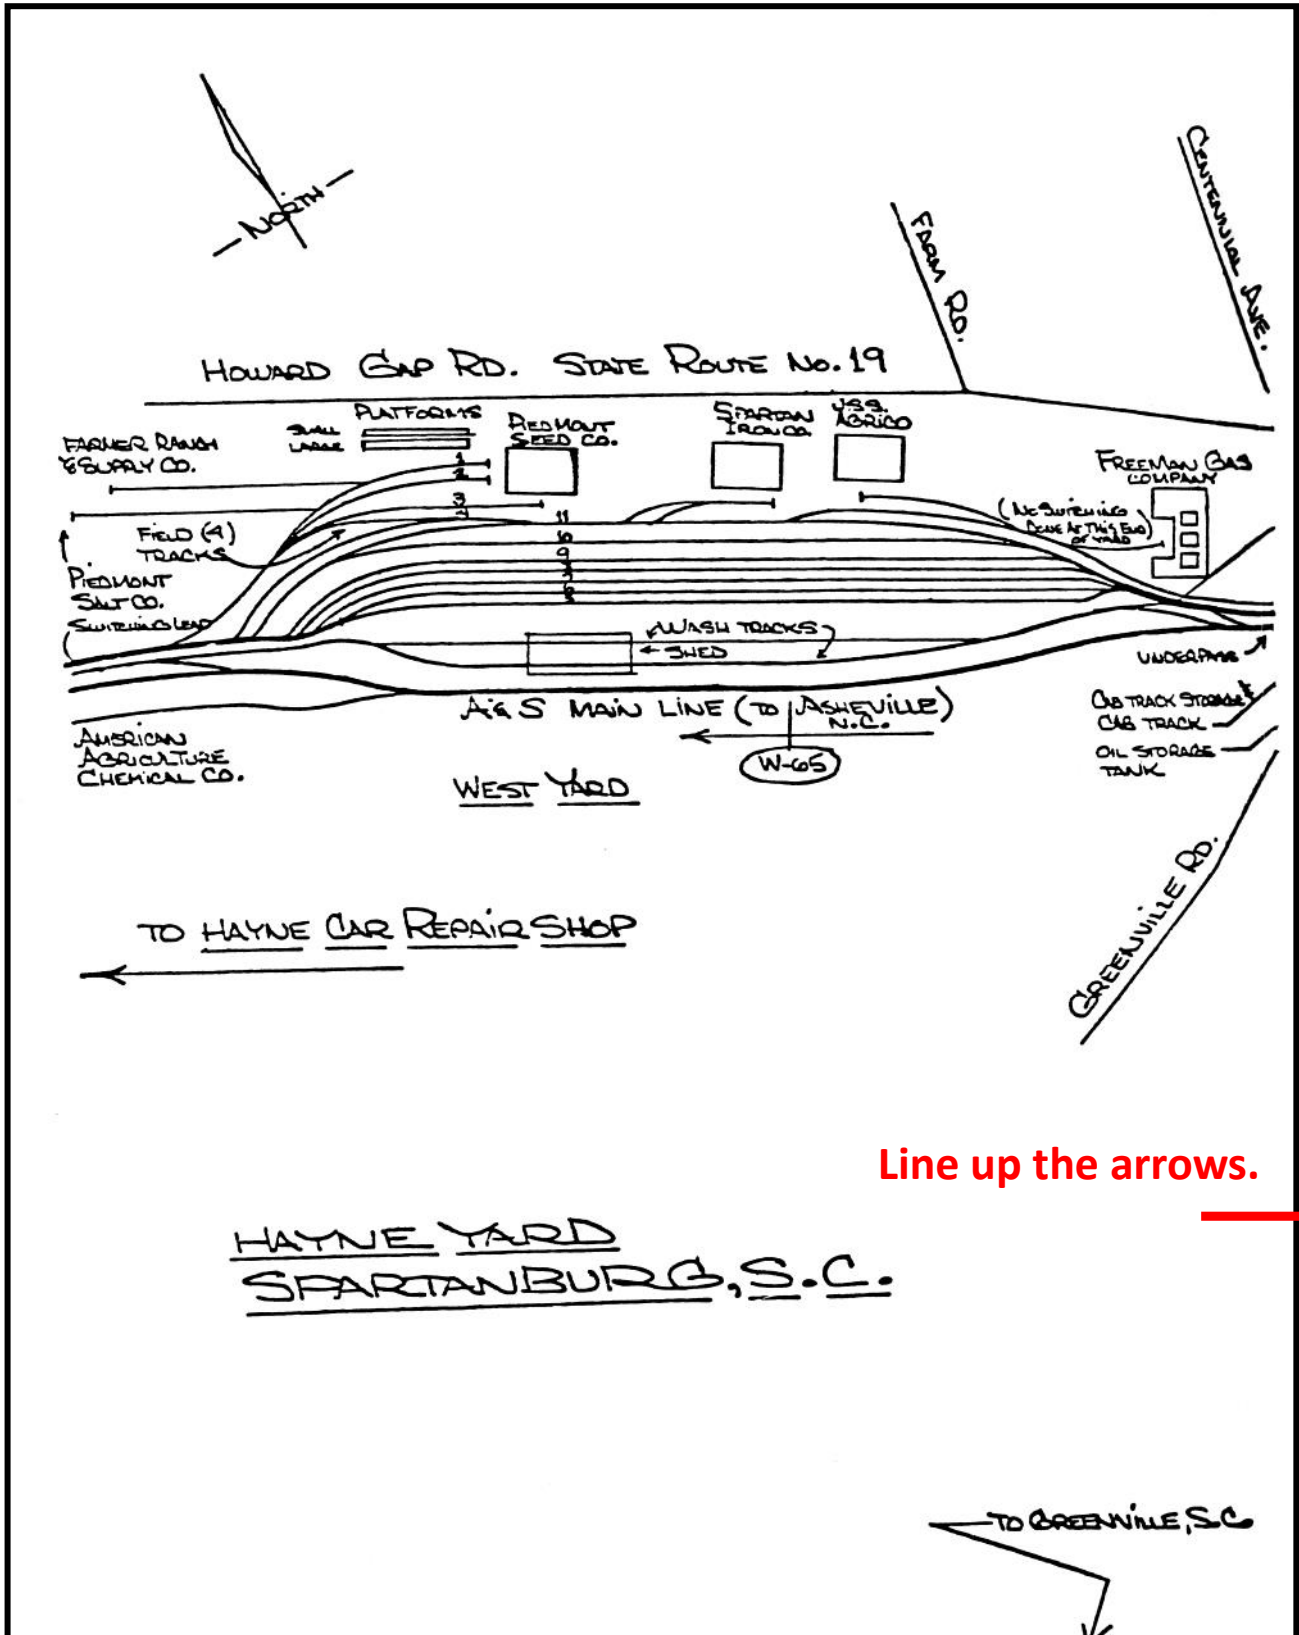 CENTENNIAL AVE.
NORTH
FARM RD.
HOWARD GAP RD. STATE ROUTE NO. 19
PLATFORMS
SMALL
LARGE
PIEDMONT
SEED CO.
SPARTAN
IRON CO.
U.S.S.
AGRICO
FARMER RANCH
& SUPPLY CO.
FREEMAN GAS
COMPANY
1
2
3
4
11
10
9
8
7
6
5
(NO SWITCHING
DONE AT THIS END
OF YARD)
FIELD (4)
TRACKS
PIEDMONT
SALT CO.
SWITCHING LEAD
WASH TRACKS
SHED
UNDERPASS
A & S MAIN LINE (TO ASHEVILLE)
N.C.
CAB TRACK STORAGE
CAB TRACK
OIL STORAGE
TANK
AMERICAN
AGRICULTURE
CHEMICAL CO.
W-65
WEST YARD
GREENVILLE RD.
TO HAYNE CAR REPAIR SHOP
Line up the arrows.
HAYNE YARD
SPARTANBURG, S.C.
TO GREENVILLE, S.C.